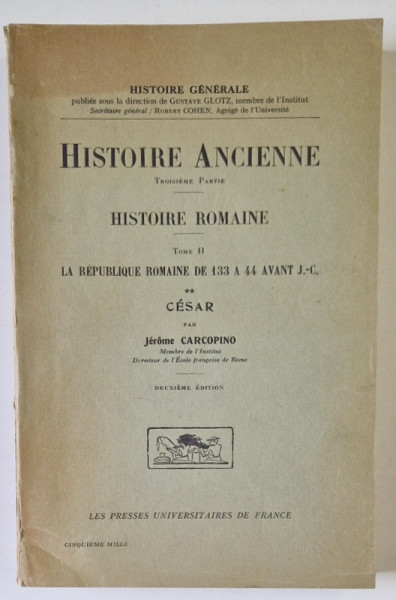 HISTOIRE GÉNÉRALE
publiée sous la direction de GUSTAVE GLOTZ, membre de l'Institut
Secrétaire général : ROBERT COHEN, Agrégé de l'Université
HISTOIRE ANCIENNE
TROISIÈME PARTIE
HISTOIRE ROMAINE
TOME II
LA RÉPUBLIQUE ROMAINE DE 133 A 44 AVANT J.-C.
**
CÉSAR
PAR
Jérôme CARCOPINO
Membre de l'Institut
Directeur de l'École française de Rome
DEUXIÈME ÉDITION
LES PRESSES UNIVERSITAIRES DE FRANCE
CINQUIÈME MILLE